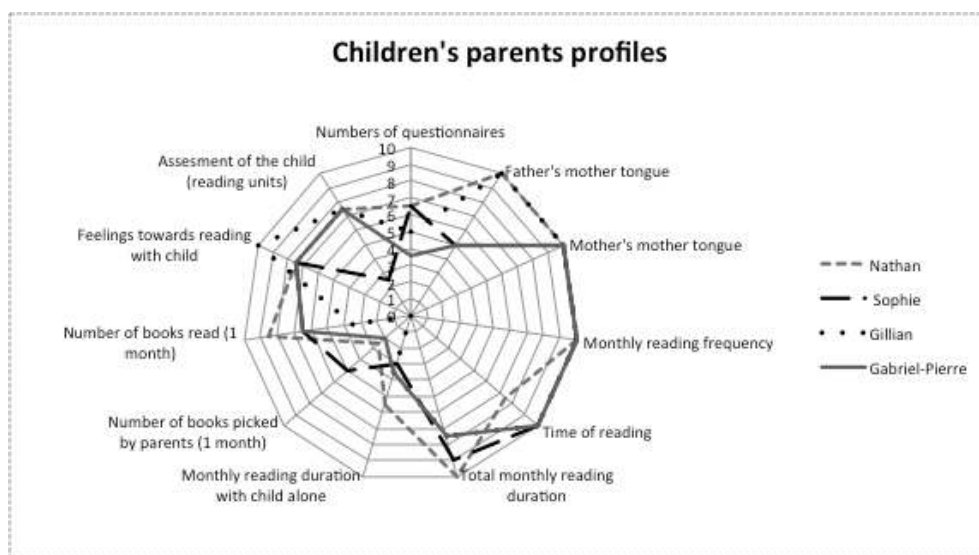 Children's parents profiles
Numbers of questionnaires
10
9
8
7
6
5
4
3
2
1
0
Father's mother tongue
Mother's mother tongue
Monthly reading frequency
Time of reading
Total monthly reading
duration
Monthly reading duration
with child alone
Number of books picked
by parents (1 month)
Number of books read (1
month)
Feelings towards reading
with child
Assesment of the child
(reading units)
Nathan
Sophie
Gillian
Gabriel-Pierre